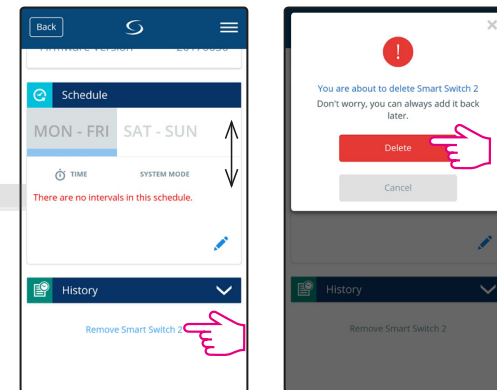 Back
Schedule
MON - FRI SAT - SUN
TIME SYSTEM MODE
There are no intervals in this schedule.
History
Remove Smart Switch 2
!
You are about to delete Smart Switch 2
Don't worry, you can always add it back
later.
Delete
Cancel
History
Remove Smart Switch 2